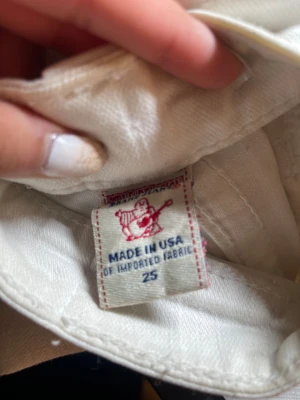 MADE IN USA
OF IMPORTED FABRIC
25